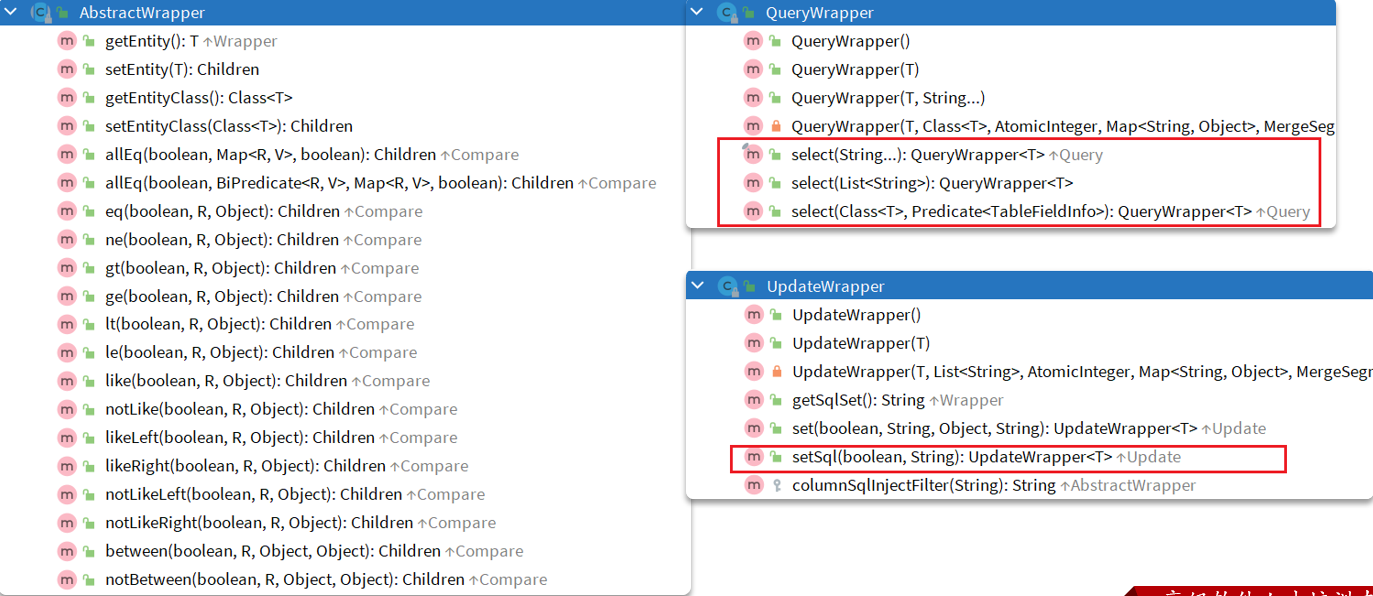 AbstractWrapper
getEntity(): T ↑Wrapper
setEntity(T): Children
getEntityClass(): Class<T>
setEntityClass(Class<T>): Children
allEq(boolean, Map<R, V>, boolean): Children ↑Compare
allEq(boolean, BiPredicate<R, V>, Map<R, V>, boolean): Children ↑Compare
eq(boolean, R, Object): Children ↑Compare
ne(boolean, R, Object): Children ↑Compare
gt(boolean, R, Object): Children ↑Compare
ge(boolean, R, Object): Children ↑Compare
lt(boolean, R, Object): Children ↑Compare
le(boolean, R, Object): Children ↑Compare
like(boolean, R, Object): Children ↑Compare
notLike(boolean, R, Object): Children ↑Compare
likeLeft(boolean, R, Object): Children ↑Compare
likeRight(boolean, R, Object): Children ↑Compare
notLikeLeft(boolean, R, Object): Children ↑Compare
notLikeRight(boolean, R, Object): Children ↑Compare
between(boolean, R, Object, Object): Children ↑Compare
notBetween(boolean, R, Object, Object): Children ↑Compare
QueryWrapper
QueryWrapper()
QueryWrapper(T)
QueryWrapper(T, String...)
QueryWrapper(T, Class<T>, AtomicInteger, Map<String, Object>, MergeSeg
select(String...): QueryWrapper<T> ↑Query
select(List<String>): QueryWrapper<T>
select(Class<T>, Predicate<TableFieldInfo>): QueryWrapper<T> ↑Query
UpdateWrapper
UpdateWrapper()
UpdateWrapper(T)
UpdateWrapper(T, List<String>, AtomicInteger, Map<String, Object>, MergeSegr
getSqlSet(): String ↑Wrapper
set(boolean, String, Object, String): UpdateWrapper<T> ↑Update
setSql(boolean, String): UpdateWrapper<T> ↑Update
columnSqlInjectFilter(String): String ↑AbstractWrapper